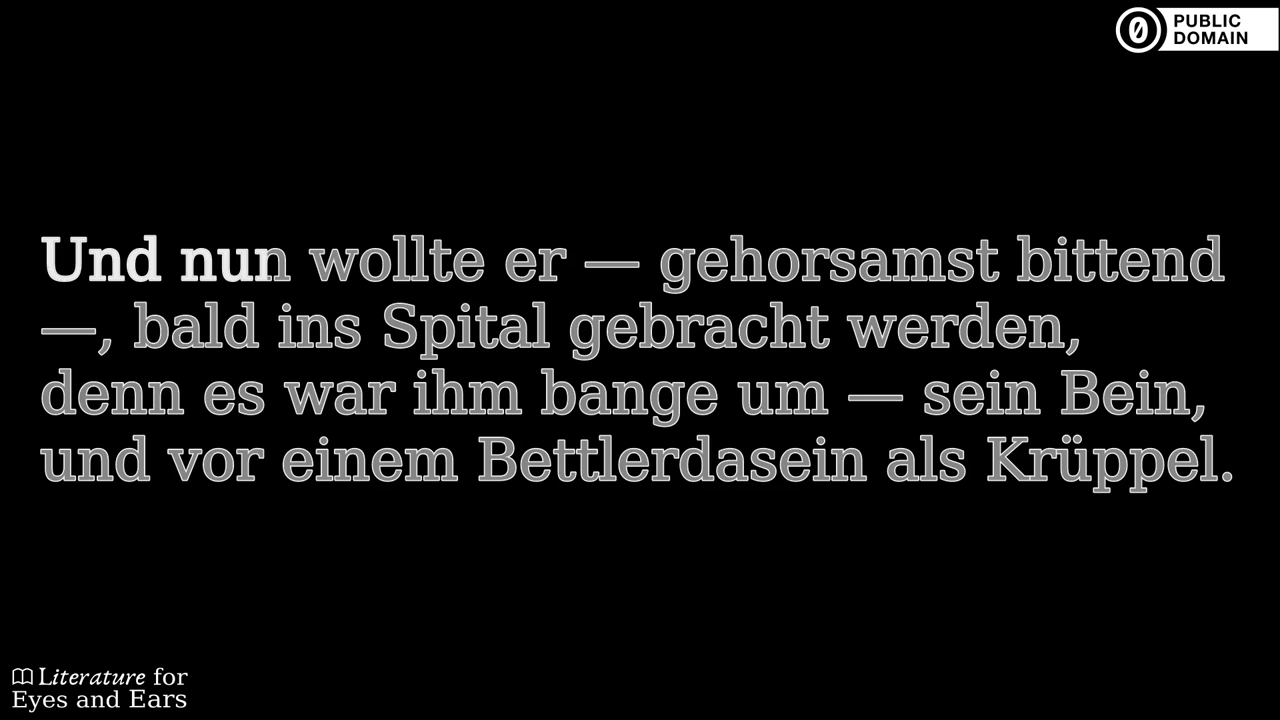 PUBLIC
DOMAIN
Und nun wollte er — gehorsamst bittend
—, bald ins Spital gebracht werden,
denn es war ihm bange um — sein Bein,
und vor einem Bettlerdasein als Krüppel.
Literature for
Eyes and Ears